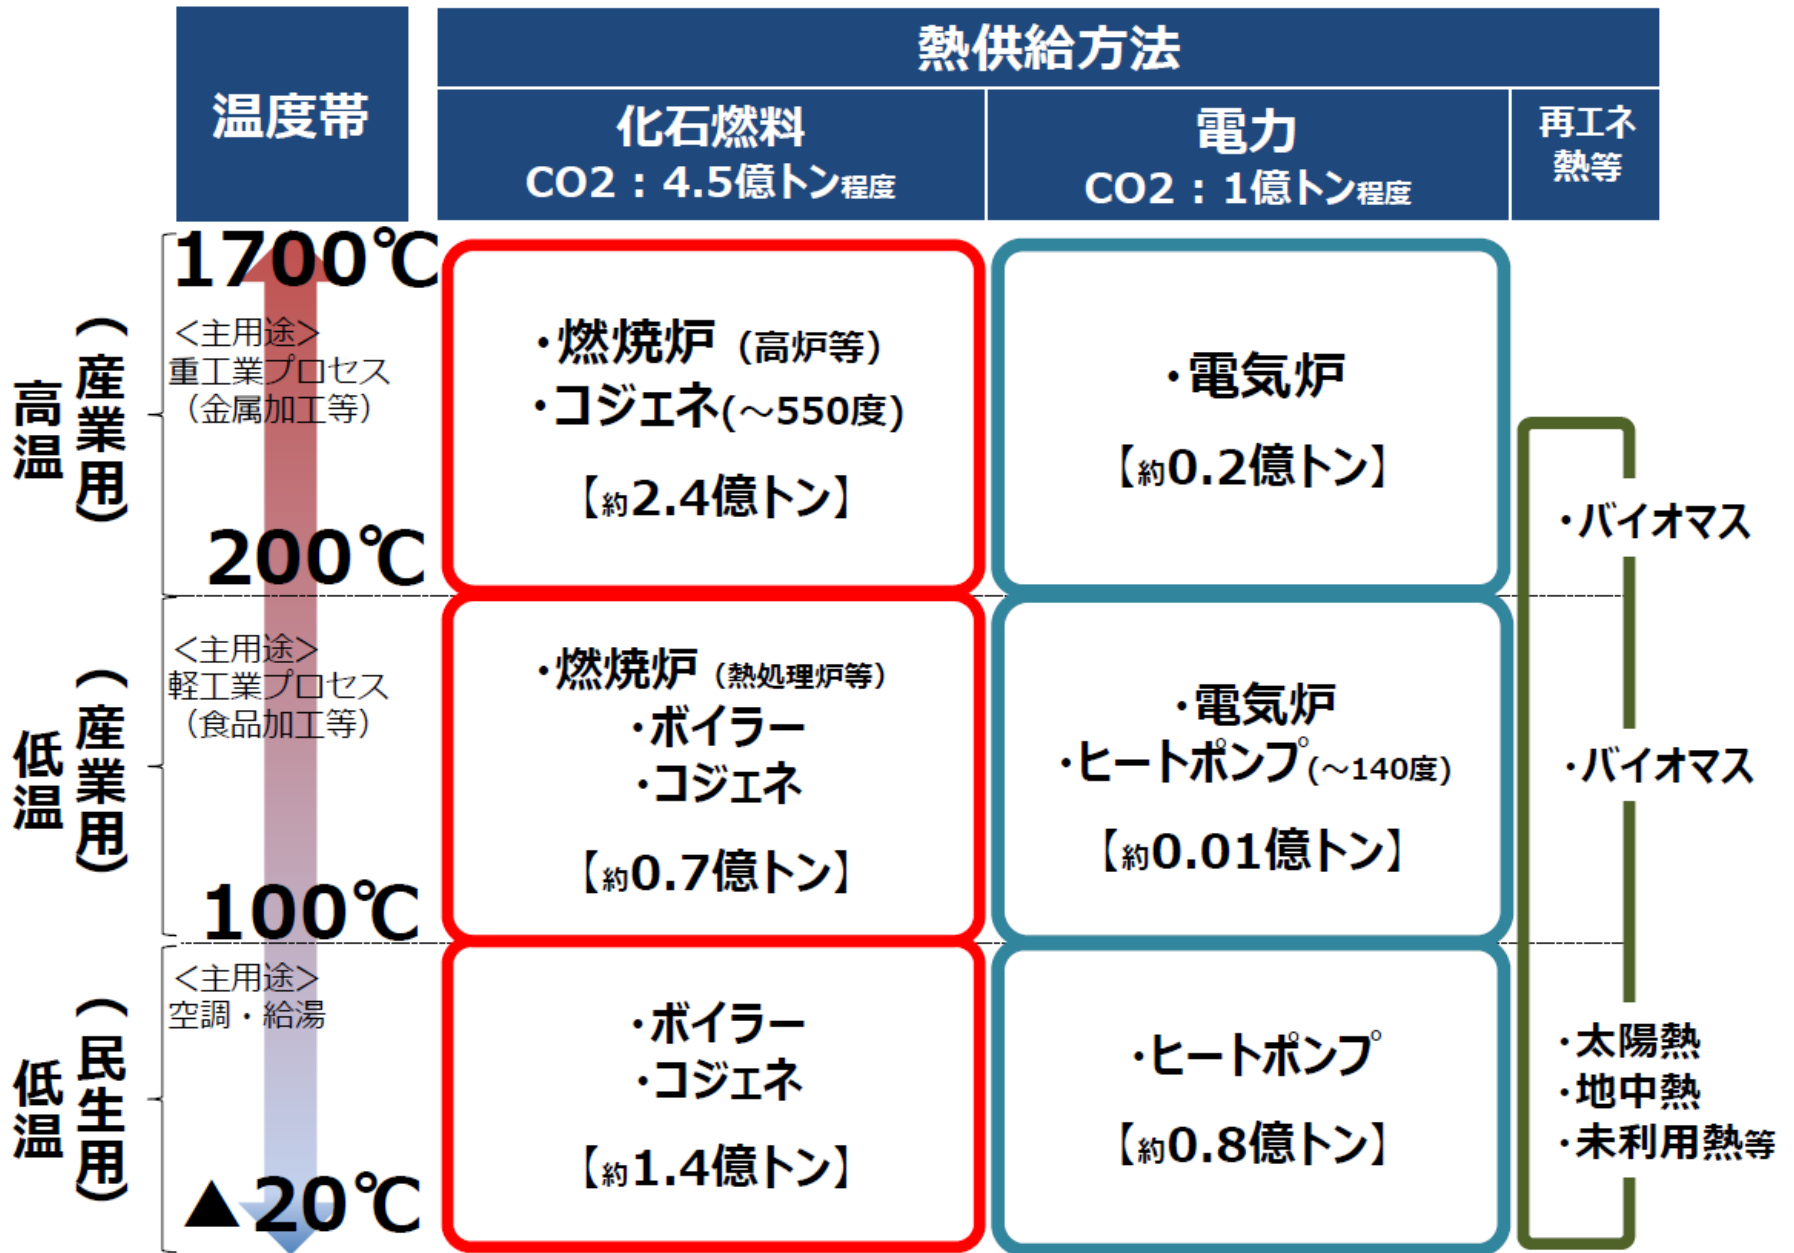 温度帯
熱供給方法
化石燃料
CO2：4.5億トン程度
電力
CO2：1億トン程度
再エネ
熱等
高温
（産業用）
1700℃
＜主用途＞
重工業プロセス
（金属加工等）
200℃
・燃焼炉（高炉等）
・コジェネ(～550度)
【約2.4億トン】
・電気炉
【約0.2億トン】
・バイオマス
低温
（産業用）
＜主用途＞
軽工業プロセス
（食品加工等）
100℃
・燃焼炉（熱処理炉等）
・ボイラー
・コジェネ
【約0.7億トン】
・電気炉
・ヒートポンプ(～140度)
【約0.01億トン】
・バイオマス
低温
（民生用）
＜主用途＞
空調・給湯
▲20℃
・ボイラー
・コジェネ
【約1.4億トン】
・ヒートポンプ
【約0.8億トン】
・太陽熱
・地中熱
・未利用熱等